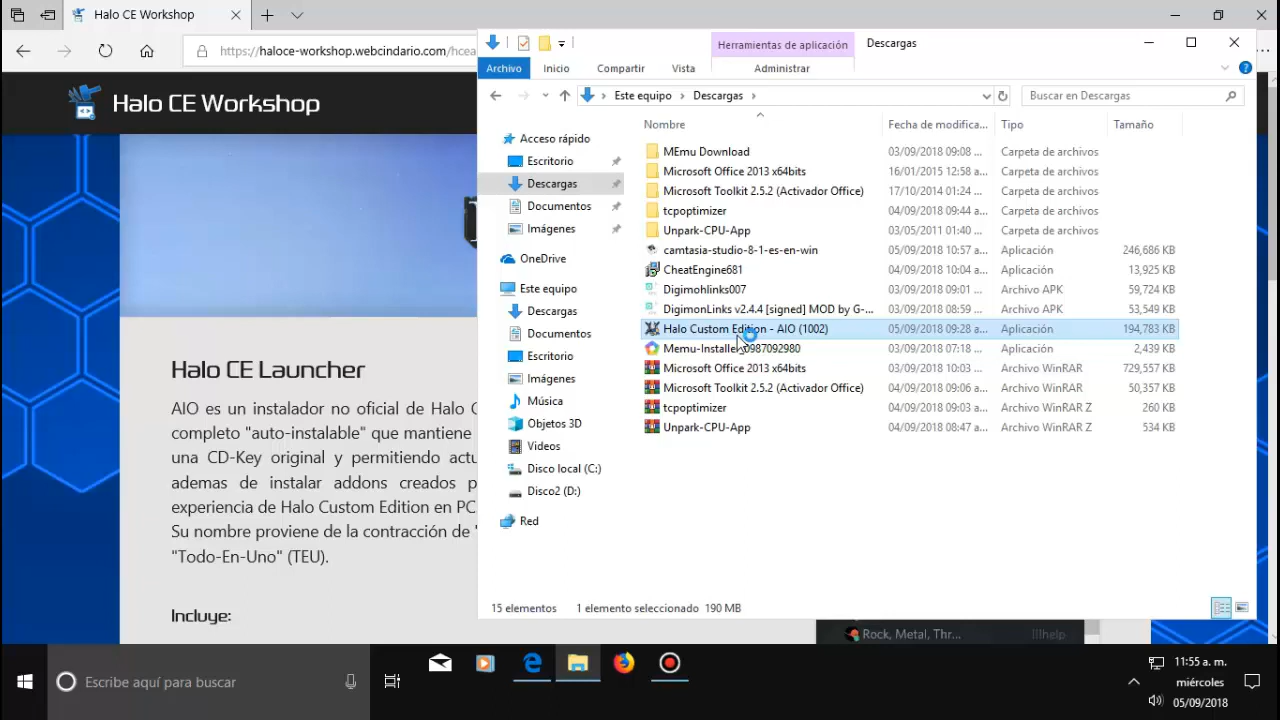 Halo CE Workshop
https://haloce-workshop.webcindario.com/hcea
Halo CE Workshop
Halo CE Launcher
AIO es un instalador no oficial de Halo C
completo "auto-instalable" que mantiene
una CD-Key original y permitiendo actu
ademas de instalar addons creados p
experiencia de Halo Custom Edition en PC
Su nombre proviene de la contracción de "
"Todo-En-Uno" (TEU).
Incluye:
Herramientas de aplicación
Descargas
Archivo
Inicio
Compartir
Vista
Administrar
Este equipo
Descargas
Buscar en Descargas
Nombre
Fecha de modifica...
Tipo
Tamaño
Acceso rápido
Escritorio
Descargas
Documentos
Imágenes
OneDrive
Este equipo
Descargas
Documentos
Escritorio
Imágenes
Música
Objetos 3D
Videos
Disco local (C:)
Disco2 (D:)
Red
MEmu Download 03/09/2018 09:08 ... Carpeta de archivos
Microsoft Office 2013 x64bits 16/01/2015 12:58 a... Carpeta de archivos
Microsoft Toolkit 2.5.2 (Activador Office) 17/10/2014 01:24 ... Carpeta de archivos
tcpoptimizer 04/09/2018 09:44 a... Carpeta de archivos
Unpark-CPU-App 03/05/2011 01:40 ... Carpeta de archivos
camtasia-studio-8-1-es-en-win 05/09/2018 10:57 a... Aplicación 246,686 KB
CheatEngine681 04/09/2018 10:04 a... Aplicación 13,925 KB
Digimohlinks007 03/09/2018 09:01 ... Archivo APK 59,724 KB
DigimonLinks v2.4.4 [signed] MOD by G-... 03/09/2018 08:59 ... Archivo APK 53,549 KB
Halo Custom Edition - AIO (1002) 05/09/2018 09:28 a... Aplicación 194,783 KB
Memu-Installe 0987092980 03/09/2018 07:18 ... Aplicación 2,439 KB
Microsoft Office 2013 x64bits 03/09/2018 10:03 ... Archivo WinRAR 729,557 KB
Microsoft Toolkit 2.5.2 (Activador Office) 04/09/2018 09:06 a... Archivo WinRAR 50,357 KB
tcpoptimizer 04/09/2018 09:03 a... Archivo WinRAR Z 260 KB
Unpark-CPU-App 04/09/2018 08:47 a... Archivo WinRAR Z 534 KB
15 elementos 1 elemento seleccionado 190 MB
Rock, Metal, Thr... lllhelp
Escribe aquí para buscar
11:55 a. m.
miércoles
05/09/2018